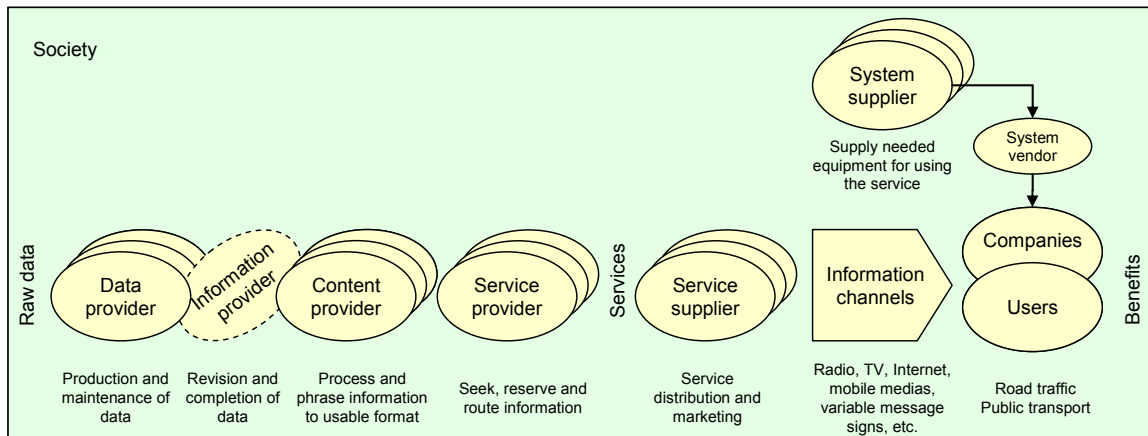 Society
System
supplier
Supply needed
equipment for using
the service
System
vendor
Raw data
Data
provider
Information
provider
Content
provider
Service
provider
Services
Service
supplier
Information
channels
Companies
Users
Benefits
Production and
maintenance of
data
Revision and
completion of
data
Process and
phrase information
to usable format
Seek, reserve and
route information
Service
distribution and
marketing
Radio, TV, Internet,
mobile medias,
variable message
signs, etc.
Road traffic
Public transport